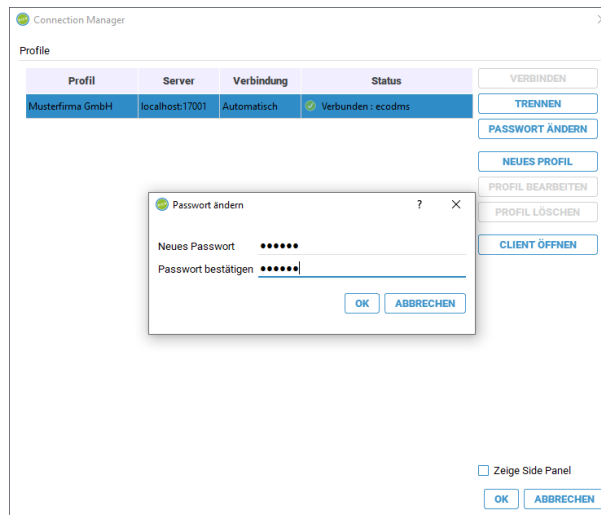 Connection Manager
Profile
Profil Server Verbindung Status
VERBINDEN
Musterfirma GmbH localhost:17001 Automatisch Verbunden : ecodms
TRENNEN
PASSWORT ÄNDERN
NEUES PROFIL
PROFIL BEARBEITEN
PROFIL LÖSCHEN
CLIENT ÖFFNEN
Passwort ändern ?
Neues Passwort ●●●●●●
Passwort bestätigen ●●●●●●
OK ABBRECHEN
Zeige Side Panel
OK ABBRECHEN